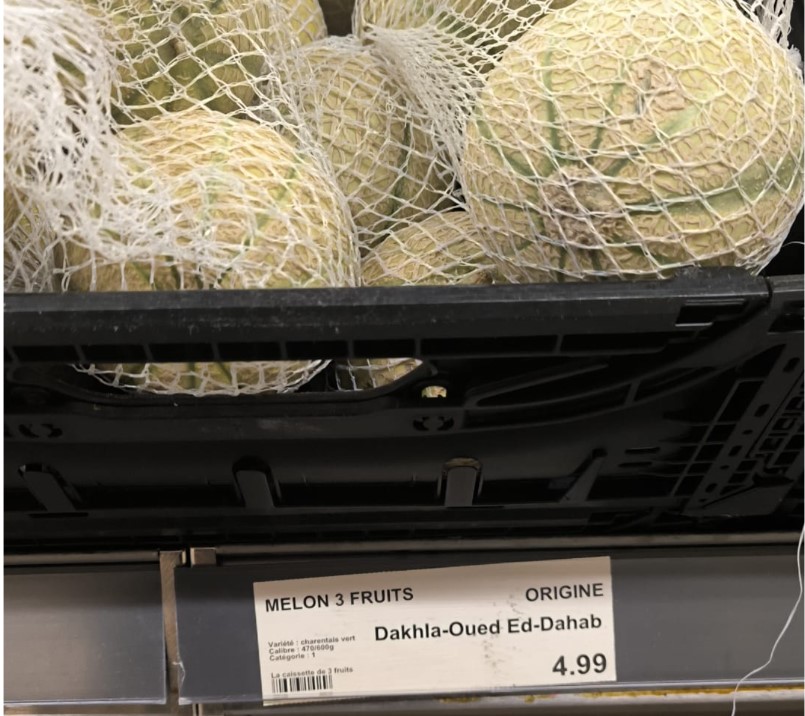 MELON 3 FRUITS
ORIGINE
Dakhla-Oued Ed-Dahab
Variété : charentais vert
Calibre : 470/600g
Catégorie : 1
4.99
La caissette de 3 fruits